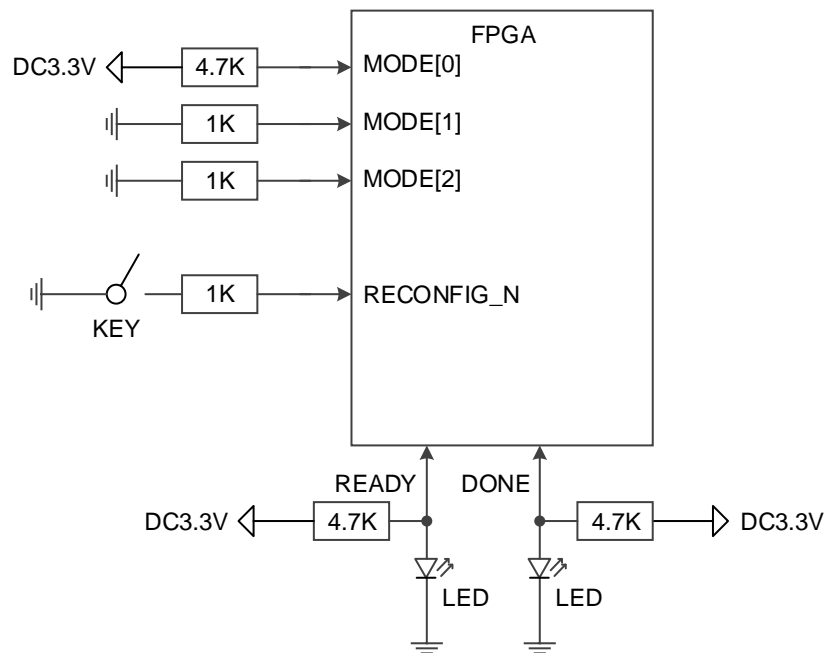 FPGA
DC3.3V
4.7K
MODE[0]
1K
MODE[1]
1K
MODE[2]
1K
RECONFIG_N
KEY
READY
DONE
DC3.3V
4.7K
4.7K
DC3.3V
LED
LED